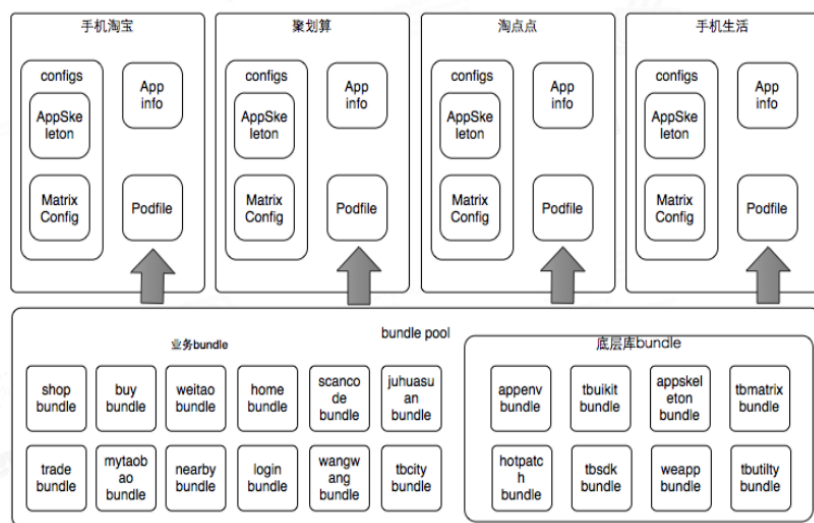 手机淘宝
configs
AppSke
leton
Matrix
Config
App
info
Podfile
聚划算
configs
AppSke
leton
Matrix
Config
App
info
Podfile
淘点点
configs
AppSke
leton
Matrix
Config
App
info
Podfile
手机生活
configs
AppSke
leton
Matrix
Config
App
info
Podfile
bundle pool
业务bundle
shop
bundle
buy
bundle
weitao
bundle
home
bundle
scanco
de
bundle
juhuasu
an
bundle
trade
bundle
mytaob
ao
bundle
nearby
bundle
login
bundle
wangw
ang
bundle
tbcity
bundle
底层库bundle
appenv
bundle
tbuikit
bundle
appskel
eton
bundle
tbmatrix
bundle
hotpatc
h
bundle
tbsdk
bundle
weapp
bundle
tbutilty
bundle